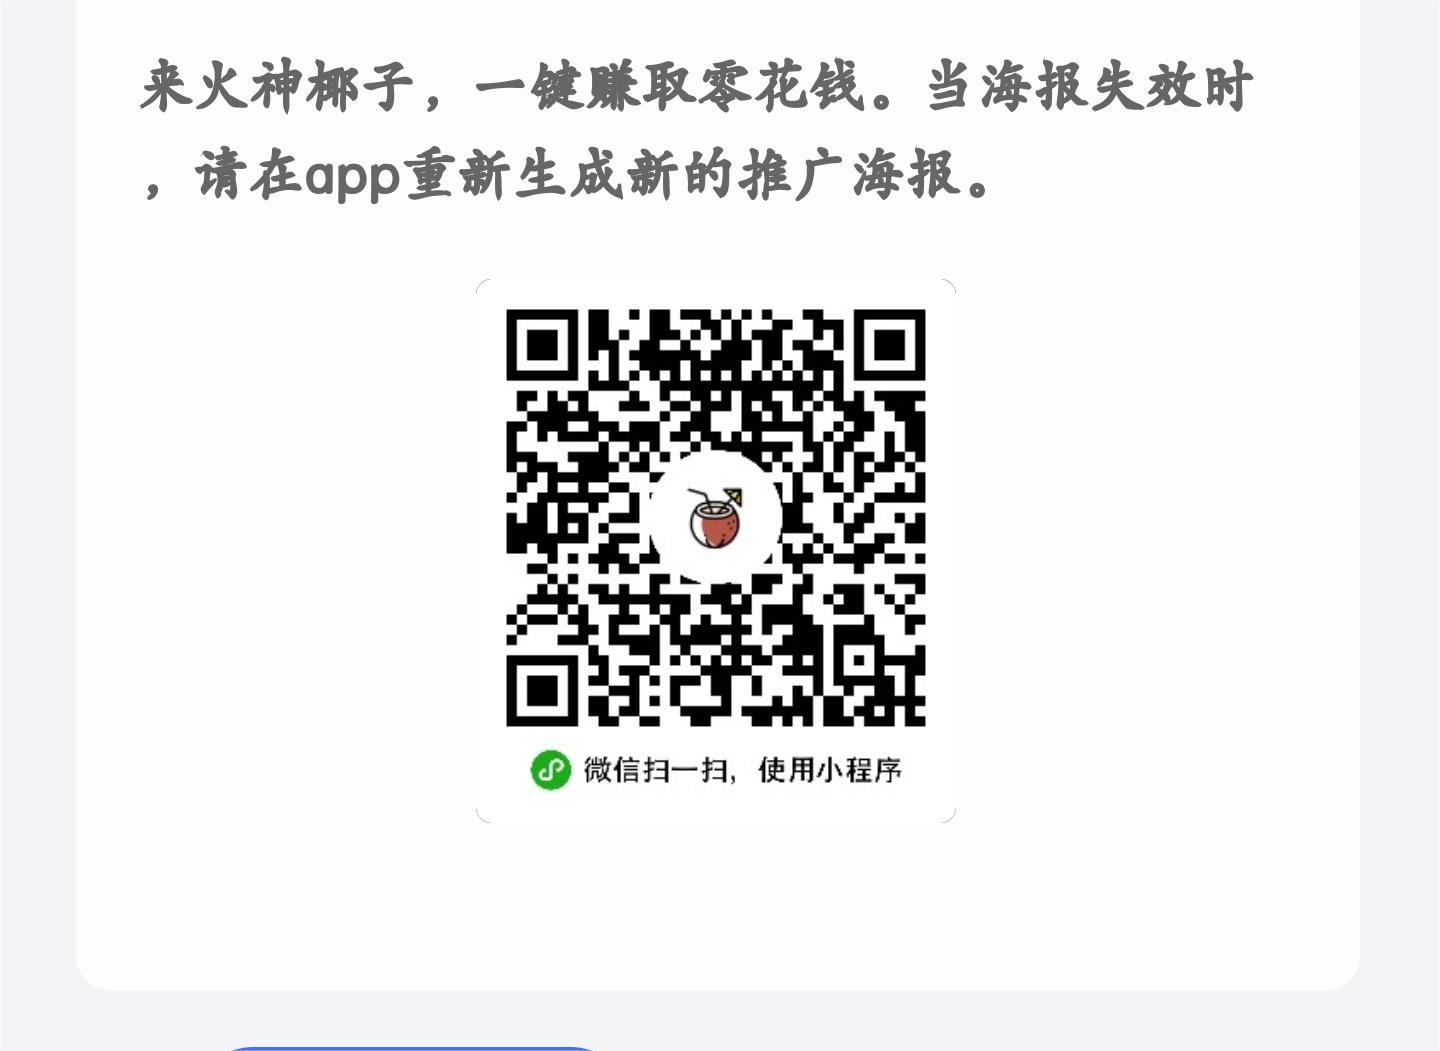 来火神椰子，一键赚取零花钱。当海报失效时
，请在app重新生成新的推广海报。
微信扫一扫，使用小程序